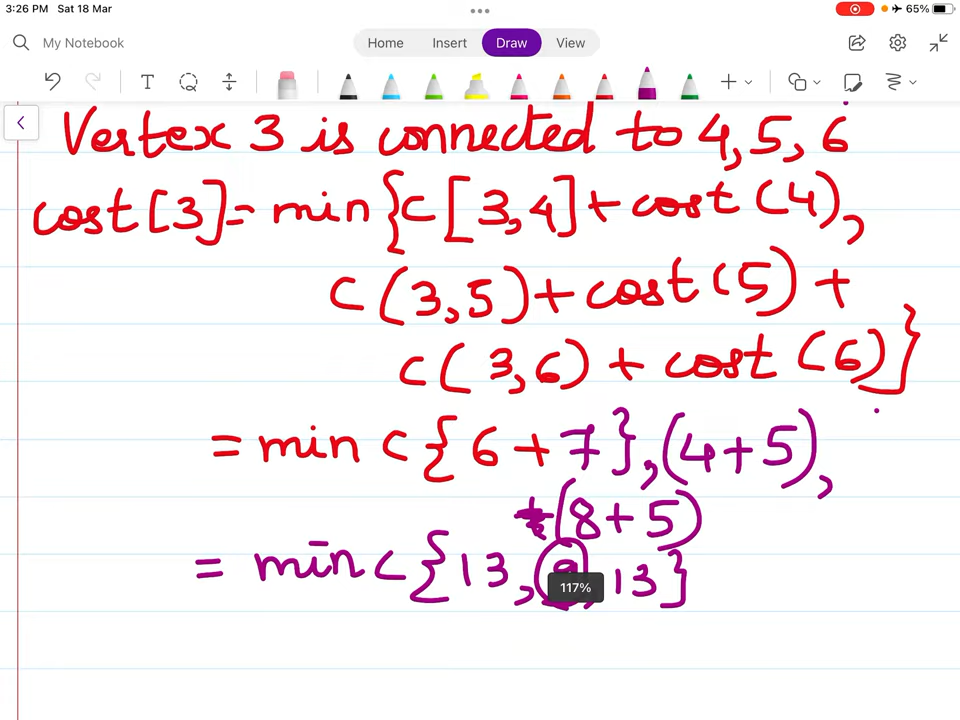 3:26 PM Sat 18 Mar
65%
My Notebook
Home Insert Draw View
Vertex 3 is connected to 4, 5, 6
cost[3]= min{c[3,4]+cost(4),
c(3,5)+cost(5)+
c(3,6)+cost(6)}
= min c{6+7},(4+5),
(8+5)
= min c{13, 9, 13}
117%